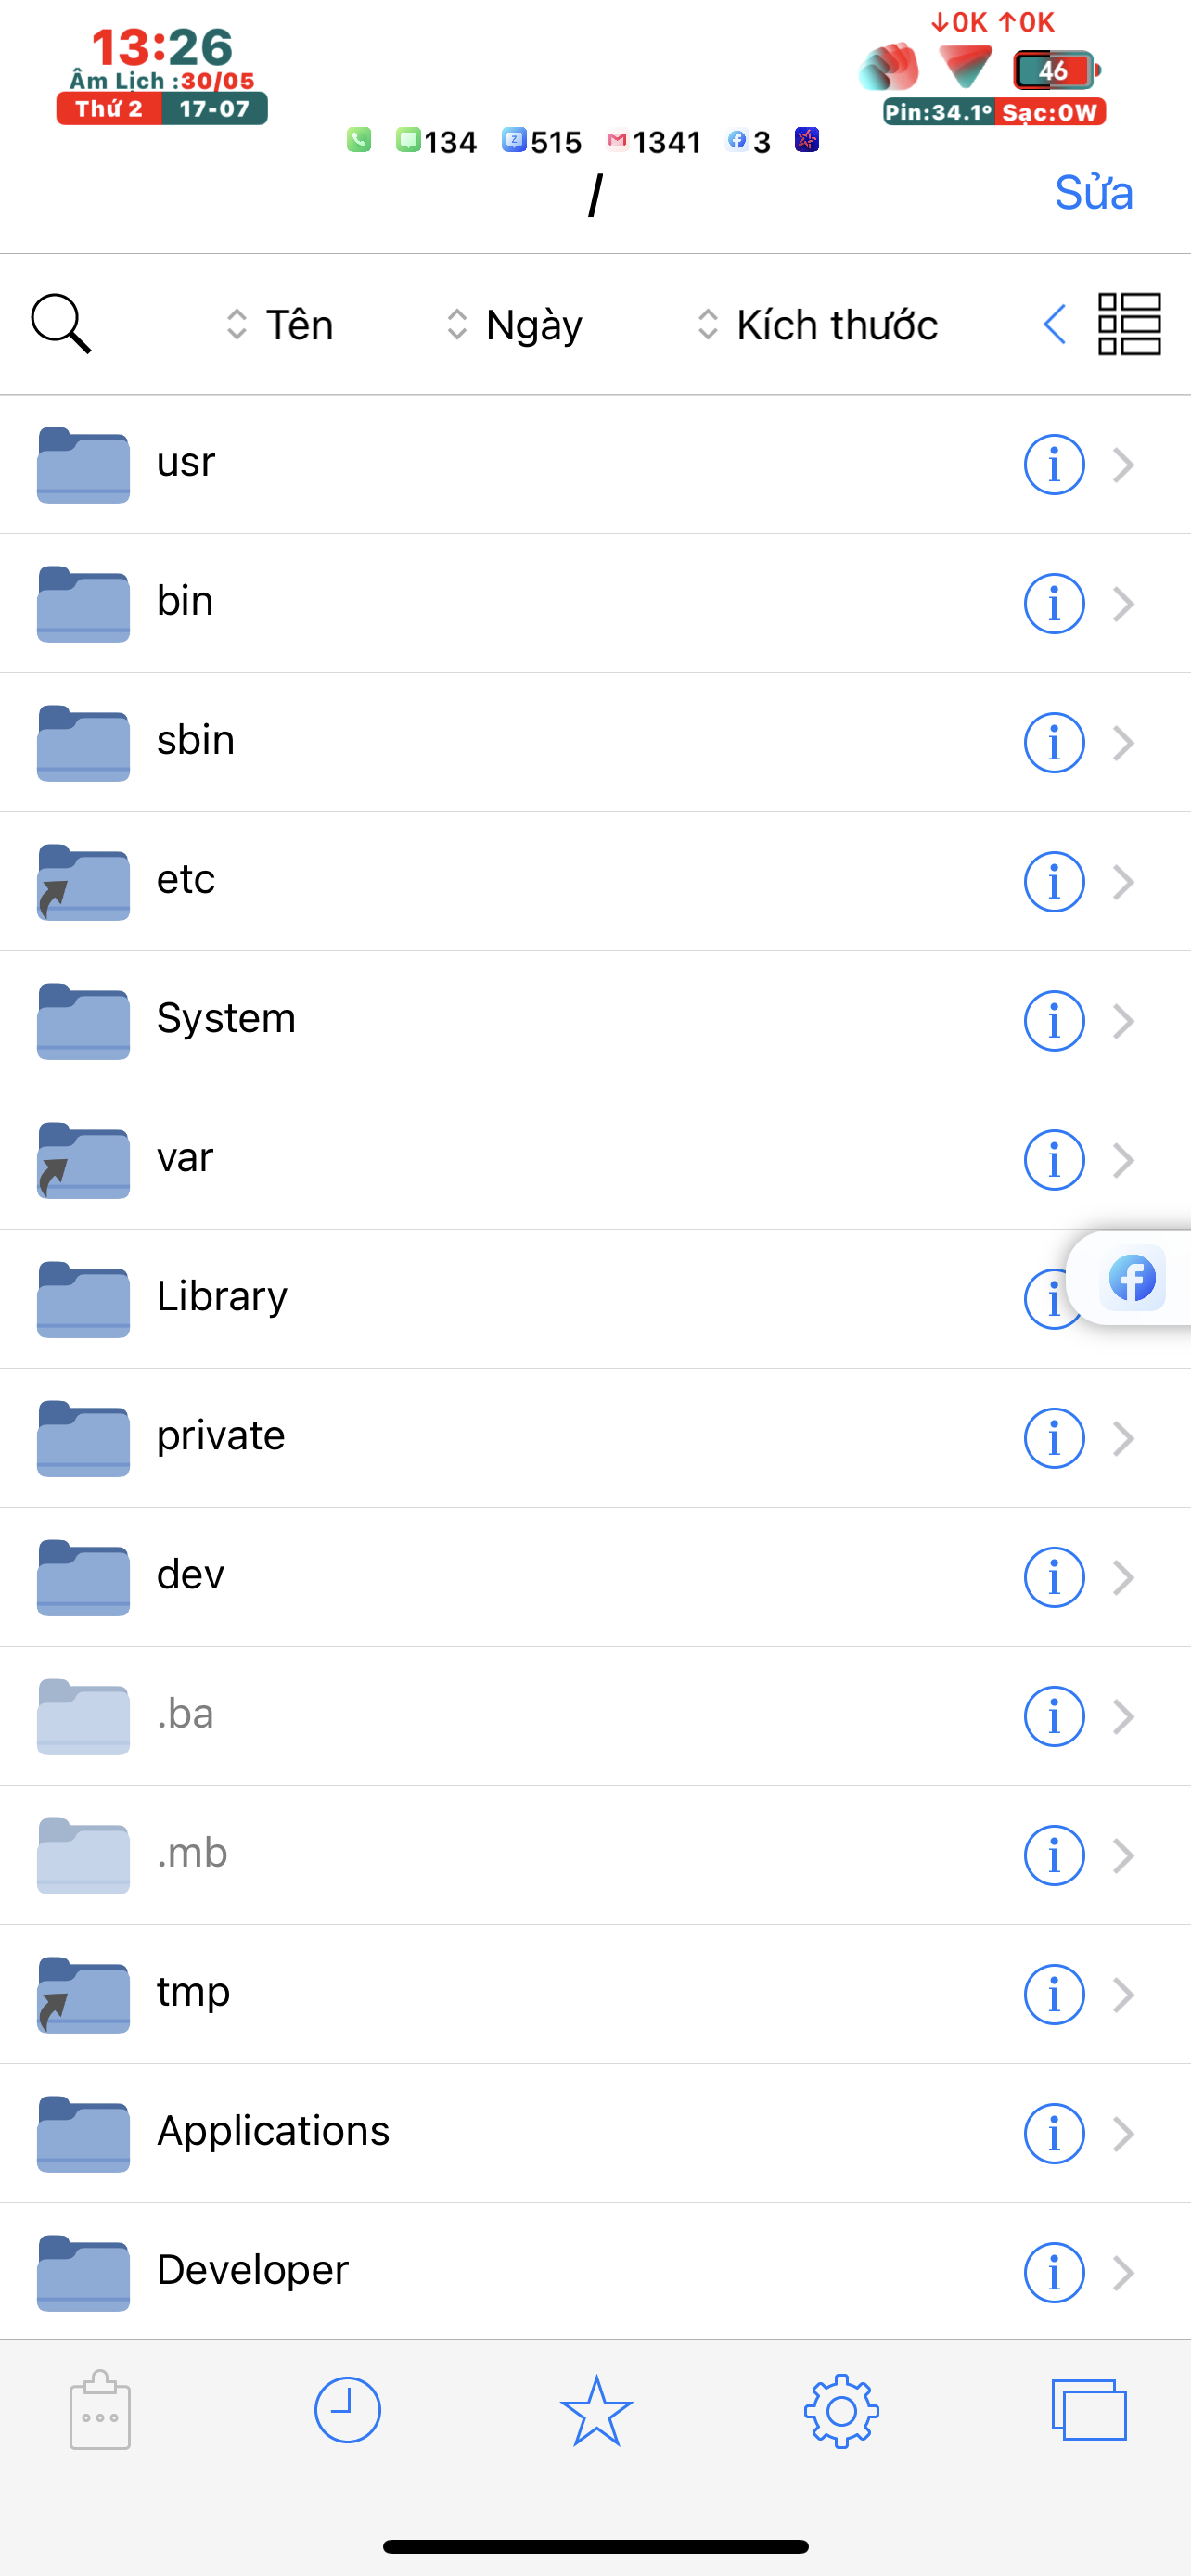 ↓0K ↑0K
13:26
Âm Lịch :30/05
Thứ 2 17-07
46
Pin:34.1° Sạc:0W
134 515 1341 3
/
Sửa
Tên Ngày Kích thước
usr
bin
sbin
etc
System
var
Library
private
dev
.ba
.mb
tmp
Applications
Developer